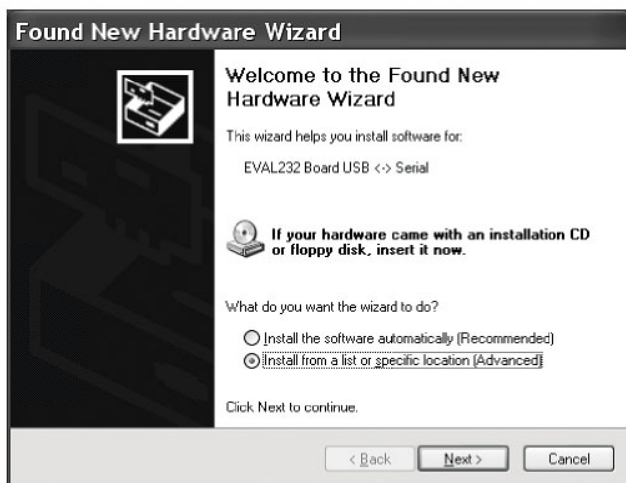 Found New Hardware Wizard
Welcome to the Found New
Hardware Wizard
This wizard helps you install software for:
EVAL232 Board USB <-> Serial
If your hardware came with an installation CD
or floppy disk, insert it now.
What do you want the wizard to do?
Install the software automatically (Recommended)
Install from a list or specific location (Advanced)
Click Next to continue.
< Back Next > Cancel